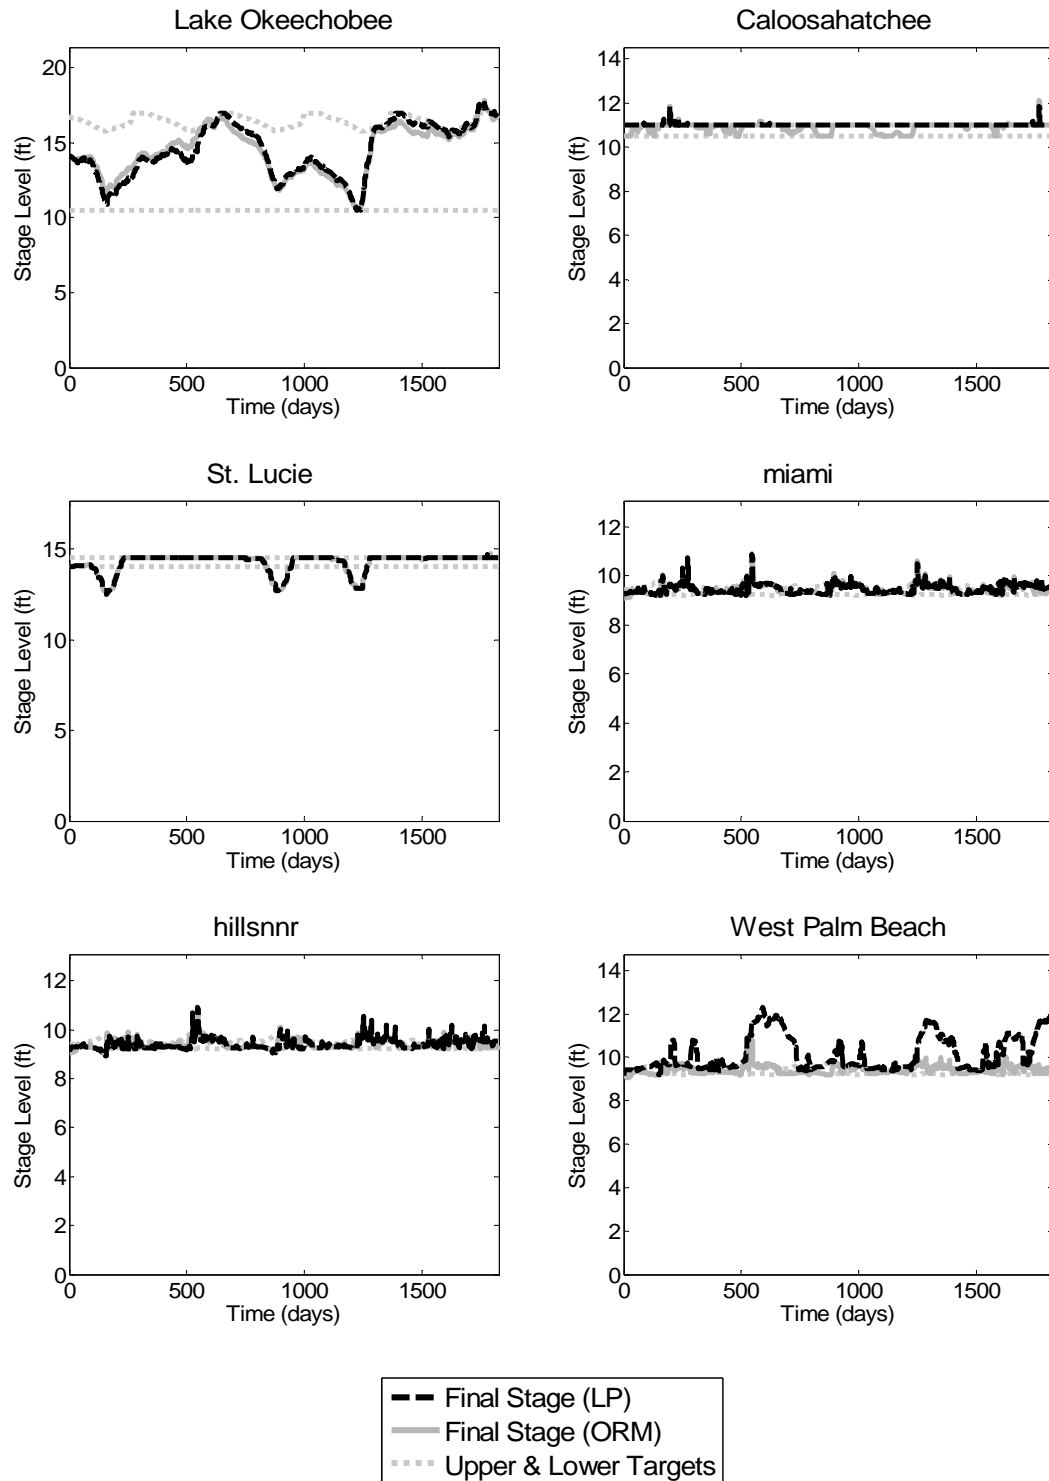 Lake Okeechobee
20
15
10
5
0
Stage Level (ft)
0 500 1000 1500
Time (days)
Caloosahatchee
14
12
10
8
6
4
2
0
Stage Level (ft)
0 500 1000 1500
Time (days)
St. Lucie
15
10
5
0
Stage Level (ft)
0 500 1000 1500
Time (days)
miami
12
10
8
6
4
2
0
Stage Level (ft)
0 500 1000 1500
Time (days)
hillsnnr
12
10
8
6
4
2
0
Stage Level (ft)
0 500 1000 1500
Time (days)
West Palm Beach
14
12
10
8
6
4
2
0
Stage Level (ft)
0 500 1000 1500
Time (days)
Final Stage (LP)
Final Stage (ORM)
Upper & Lower Targets